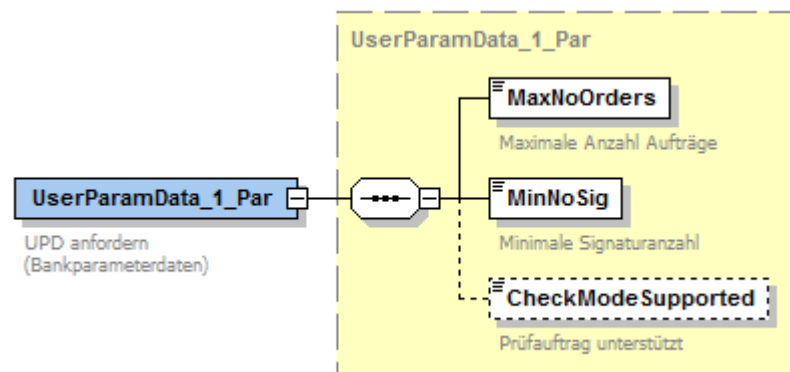 UserParamData_1_Par
MaxNoOrders
Maximale Anzahl Aufträge
UserParamData_1_Par
UPD anfordern
(Bankparameterdaten)
MinNoSig
Minimale Signaturanzahl
CheckModeSupported
Prüfauftrag unterstützt